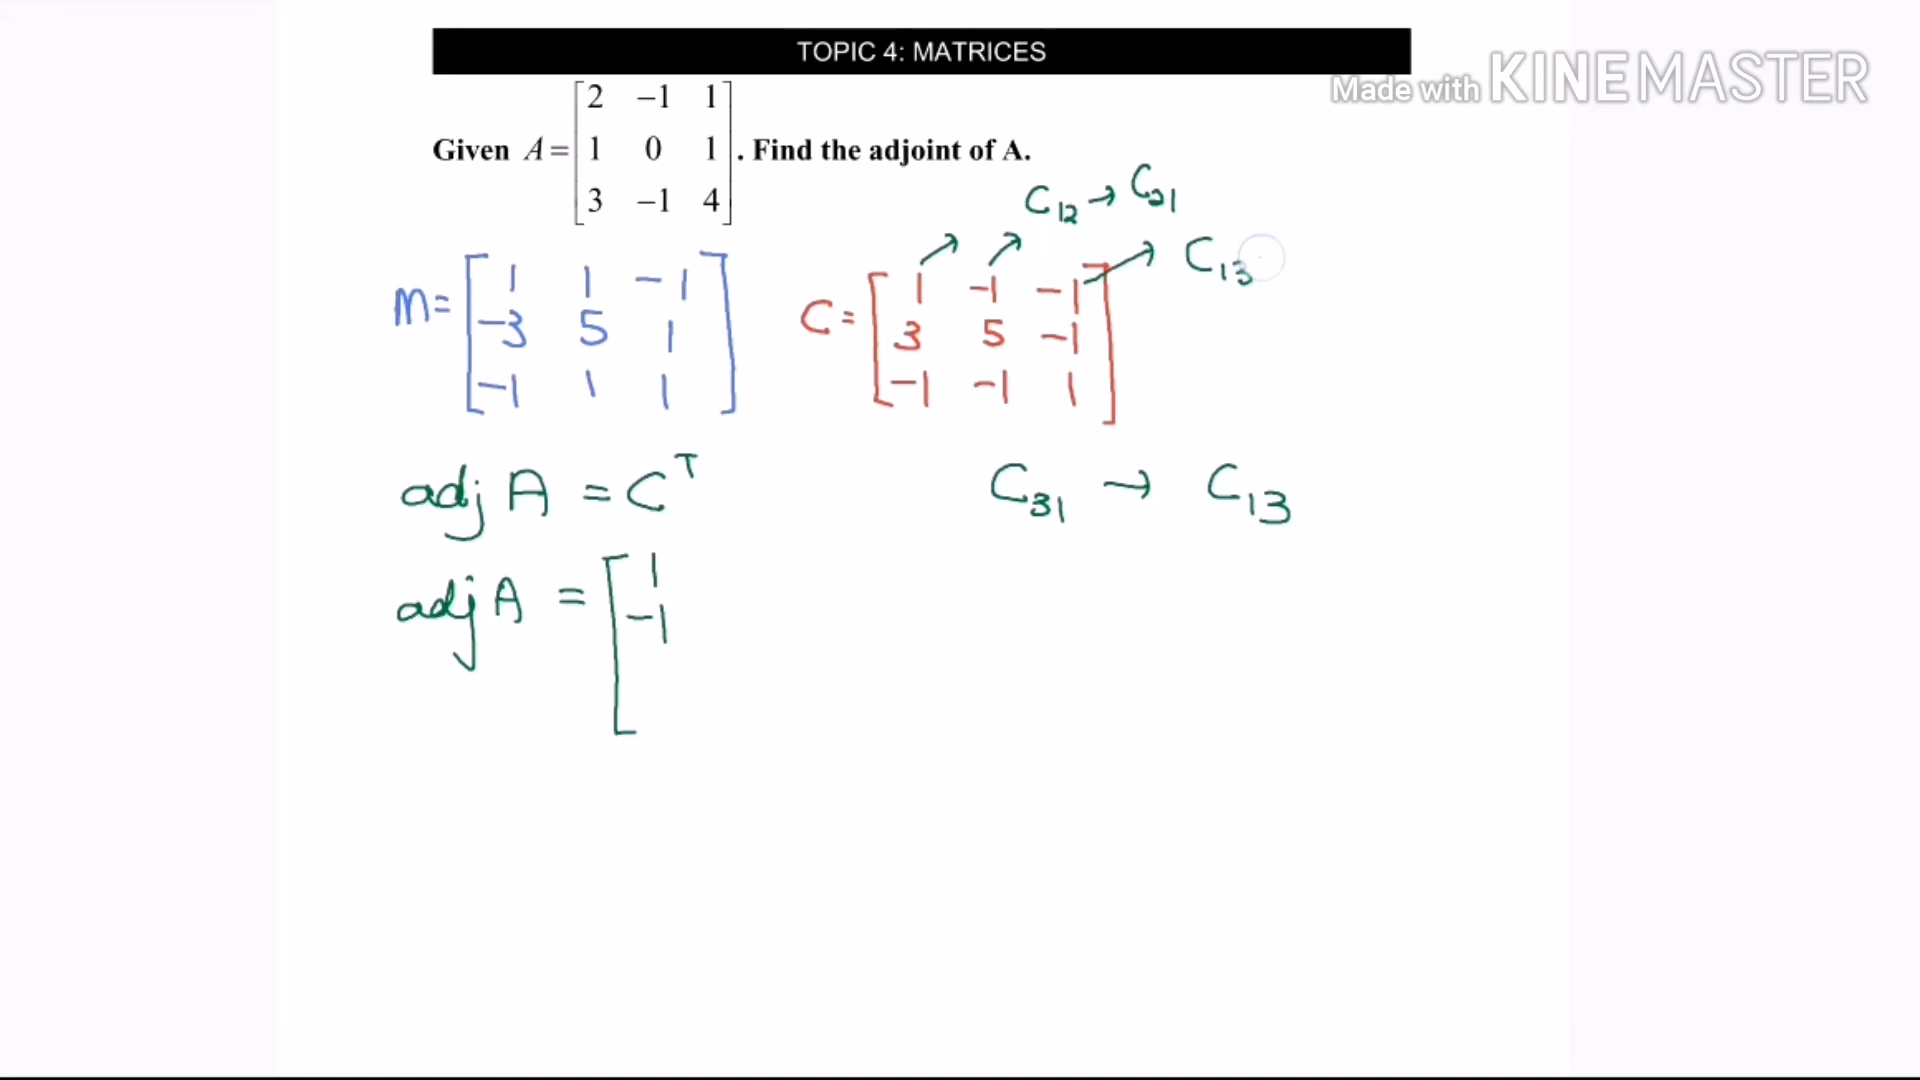 TOPIC 4: MATRICES
Made with KINEMASTER
2 −1 1
Given A = 1 0 1 . Find the adjoint of A.
3 −1 4
C12 → C21
C13
M = 1 1 −1
−3 5 1
−1 1 1
C = 1 −1 −1
3 5 −1
−1 −1 1
adj A = C^T
C31 → C13
adj A = 1
−1